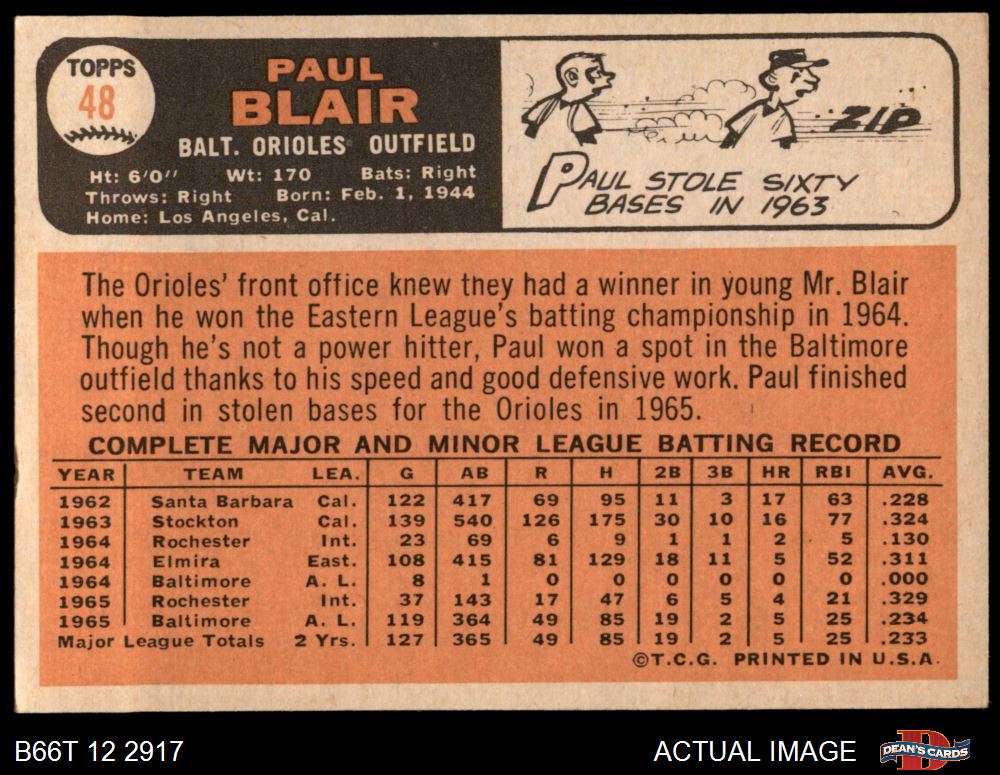 TOPPS
48
PAUL
BLAIR
BALT. ORIOLES OUTFIELD
Ht: 6'0" Wt: 170 Bats: Right
Throws: Right Born: Feb. 1, 1944
Home: Los Angeles, Cal.
ZIP
PAUL STOLE SIXTY
BASES IN 1963
The Orioles' front office knew they had a winner in young Mr. Blair
when he won the Eastern League's batting championship in 1964.
Though he's not a power hitter, Paul won a spot in the Baltimore
outfield thanks to his speed and good defensive work. Paul finished
second in stolen bases for the Orioles in 1965.
COMPLETE MAJOR AND MINOR LEAGUE BATTING RECORD
YEAR TEAM LEA. G AB R H 2B 3B HR RBI AVG.
1962 Santa Barbara Cal. 122 417 69 95 11 3 17 63 .228
1963 Stockton Cal. 139 540 126 175 30 10 16 77 .324
1964 Rochester Int. 23 69 6 9 1 1 2 5 .130
1964 Elmira East. 108 415 81 129 18 11 5 52 .311
1964 Baltimore A. L. 8 1 0 0 0 0 0 0 .000
1965 Rochester Int. 37 143 17 47 6 5 4 21 .329
1965 Baltimore A. L. 119 364 49 85 19 2 5 25 .234
Major League Totals 2 Yrs. 127 365 49 85 19 2 5 25 .233
©T.C.G. PRINTED IN U.S.A.
B66T 12 2917
ACTUAL IMAGE
D
DEAN'S CARDS